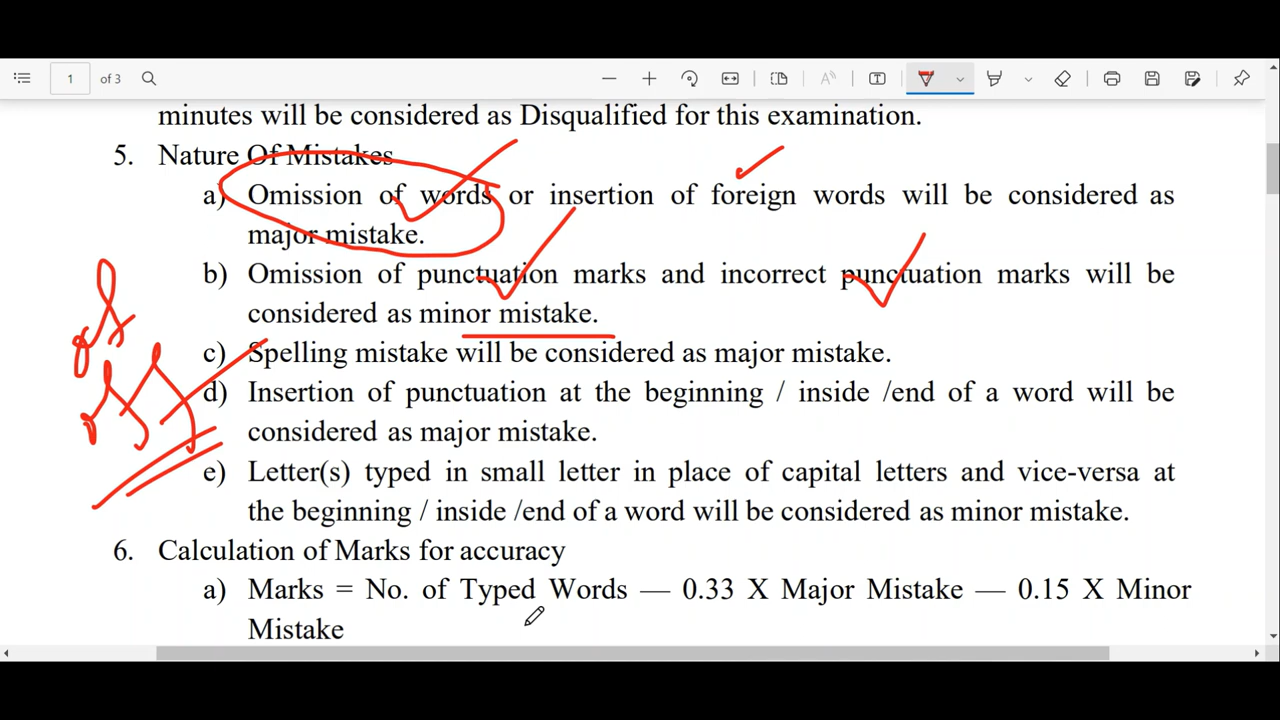 1 of 3
minutes will be considered as Disqualified for this examination.
5. Nature Of Mistakes
a) Omission of words or insertion of foreign words will be considered as
major mistake.
b) Omission of punctuation marks and incorrect punctuation marks will be
considered as minor mistake.
c) Spelling mistake will be considered as major mistake.
d) Insertion of punctuation at the beginning / inside /end of a word will be
considered as major mistake.
e) Letter(s) typed in small letter in place of capital letters and vice-versa at
the beginning / inside /end of a word will be considered as minor mistake.
6. Calculation of Marks for accuracy
a) Marks = No. of Typed Words — 0.33 X Major Mistake — 0.15 X Minor
Mistake